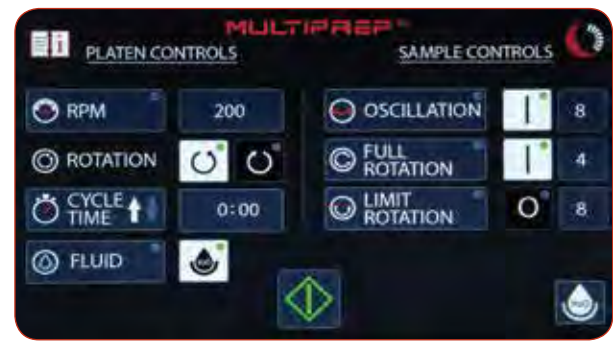 MULTIPREP™
PLATEN CONTROLS
SAMPLE CONTROLS
RPM
200
OSCILLATION
8
ROTATION
FULL
ROTATION
4
CYCLE
TIME
0:00
LIMIT
ROTATION
8
FLUID